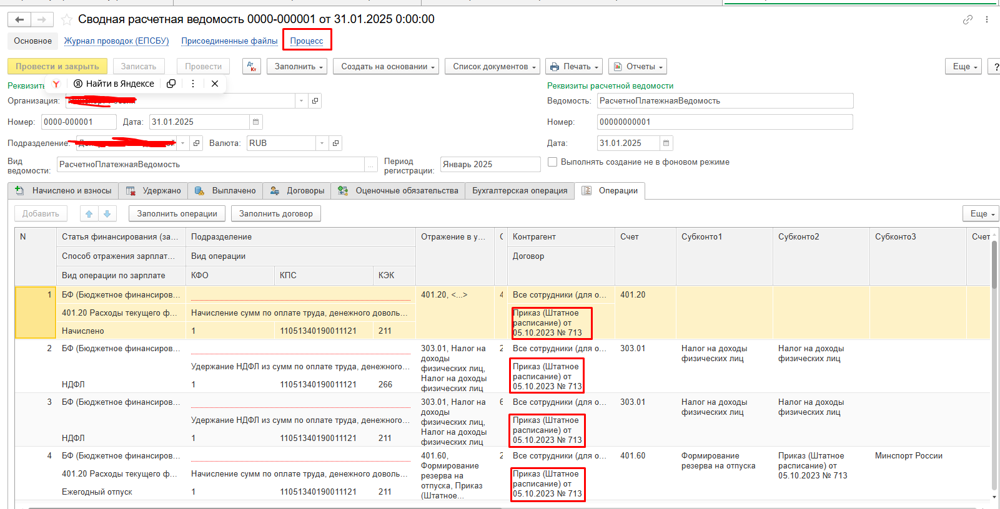 Сводная расчетная ведомость 0000-000001 от 31.01.2025 0:00:00
Основное Журнал проводок (ЕПСБУ) Присоединенные файлы Процесс
Провести и закрыть Записать Провести Дт Кт Заполнить Создать на основании Список документов Печать Отчеты Еще ?
Y Я Найти в Яндексе
Реквизиты расчетной ведомости
Организация: Ведомость: РасчетноПлатежнаяВедомость
Номер: 0000-000001 Дата: 31.01.2025 Номер: 00000000001
Подразделение: Валюта: RUB Дата: 31.01.2025
Вид ведомости: РасчетноПлатежнаяВедомость Период регистрации: Январь 2025 Выполнять создание не в фоновом режиме
Начислено и взносы Удержано Выплачено Договоры Оценочные обязательства Бухгалтерская операция Операции
Добавить Заполнить операции Заполнить договор Еще
N Статья финансирования (за... Подразделение Отражение в у... Контрагент Счет Субконто1 Субконто2 Субконто3 Счет
Способ отражения зарплат... Вид операции Договор
Вид операции по зарплате КФО КПС КЭК
1 БФ (Бюджетное финансиров... 401.20, <...> 4 Все сотрудники (для о... 401.20
401.20 Расходы текущего ф... Начисление сумм по оплате труда, денежного доволь... Приказ (Штатное
расписание) от
Начислено 1 11051340190011121 211 05.10.2023 № 713
2 БФ (Бюджетное финансиров... 303.01, Налог на 2 Все сотрудники (для о... 303.01 Налог на доходы Налог на доходы
доходы физических лиц физических лиц
Удержание НДФЛ из сумм по оплате труда, денежного... физических лиц, Приказ (Штатное
Налог на доходы расписание) от
НДФЛ 1 11051340190011121 266 физических лиц 05.10.2023 № 713
3 БФ (Бюджетное финансиров... 303.01, Налог на 6 Все сотрудники (для о... 303.01 Налог на доходы Налог на доходы
доходы физических лиц физических лиц
Удержание НДФЛ из сумм по оплате труда, денежного... физических лиц, Приказ (Штатное
Налог на доходы расписание) от
НДФЛ 1 11051340190011121 211 физических лиц 05.10.2023 № 713
4 БФ (Бюджетное финансиров... 401.60, 2 Все сотрудники (для о... 401.60 Формирование Приказ (Штатное Минспорт России
Формирование резерва на отпуска расписание) от
401.20 Расходы текущего ф... Начисление сумм по оплате труда, денежного доволь... резерва на Приказ (Штатное 05.10.2023 № 713
отпуска, Приказ расписание) от
Ежегодный отпуск 1 11051340190011121 211 (Штатное... 05.10.2023 № 713